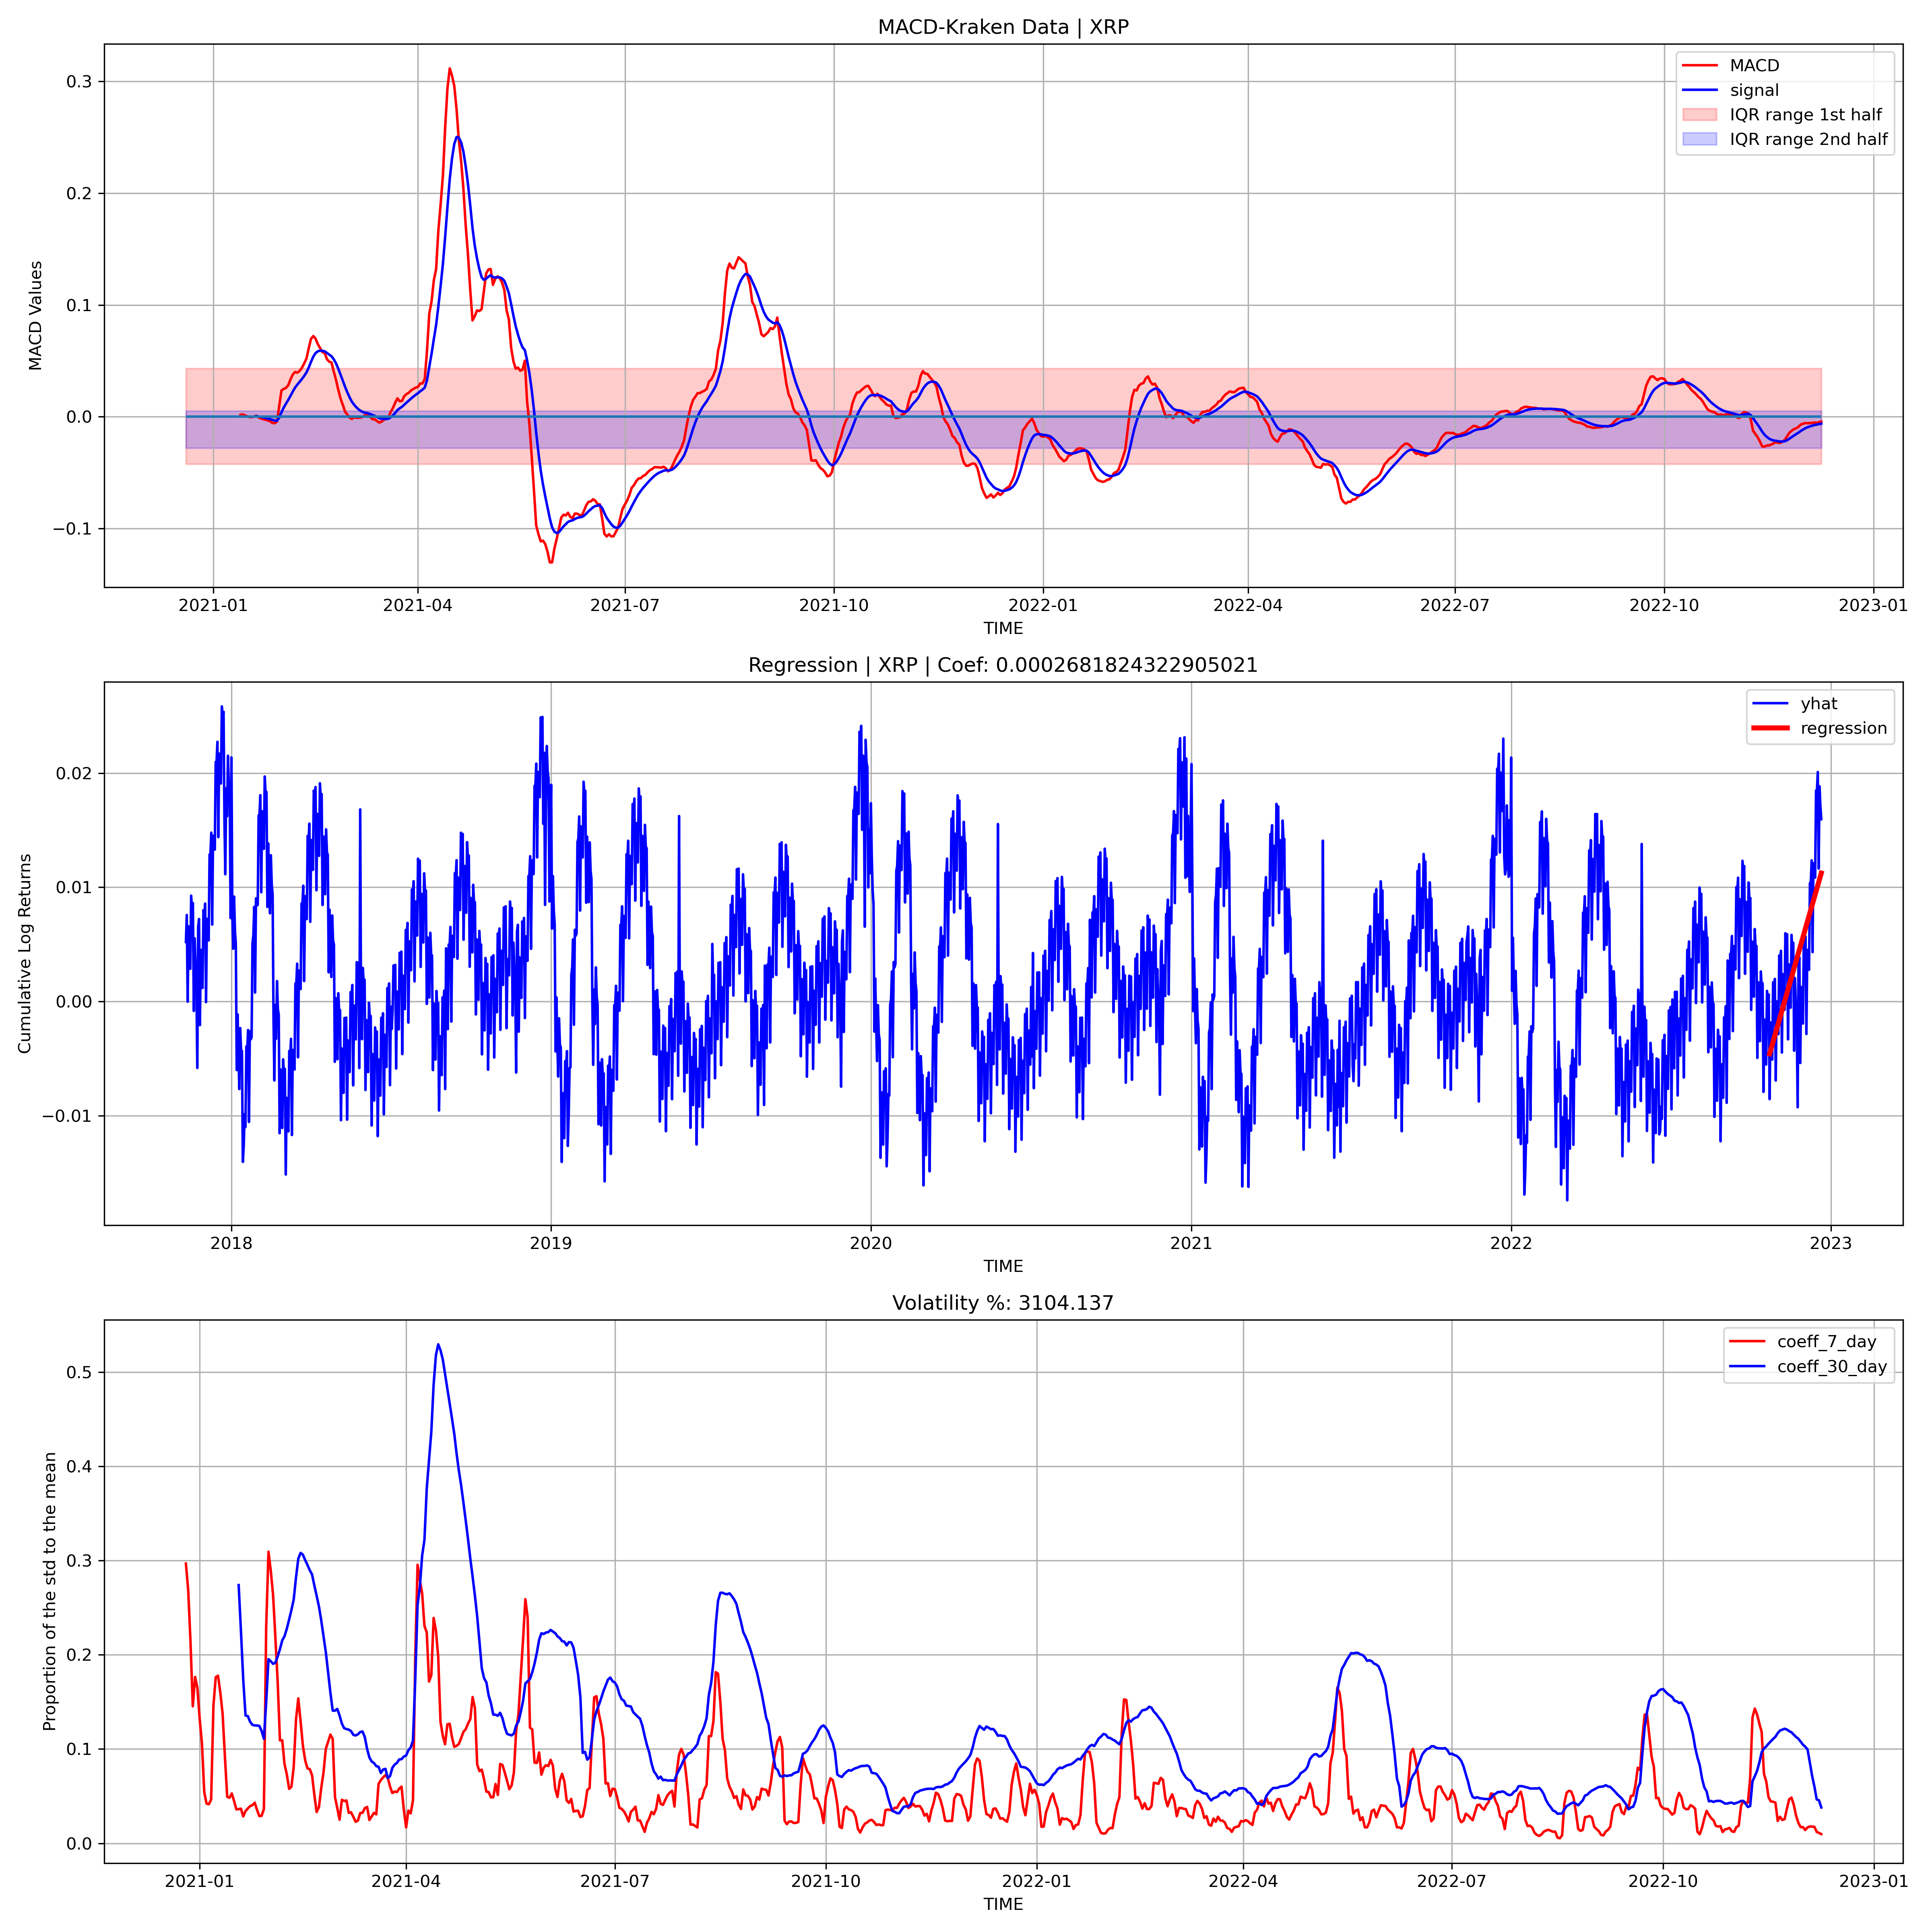 MACD-Kraken Data | XRP
MACD Values
0.3
0.2
0.1
0.0
−0.1
MACD
signal
IQR range 1st half
IQR range 2nd half
2021-01 2021-04 2021-07 2021-10 2022-01 2022-04 2022-07 2022-10 2023-01
TIME
Regression | XRP | Coef: 0.0002681824322905021
Cumulative Log Returns
0.02
0.01
0.00
−0.01
yhat
regression
2018 2019 2020 2021 2022 2023
TIME
Volatility %: 3104.137
Proportion of the std to the mean
0.5
0.4
0.3
0.2
0.1
0.0
coeff_7_day
coeff_30_day
2021-01 2021-04 2021-07 2021-10 2022-01 2022-04 2022-07 2022-10 2023-01
TIME